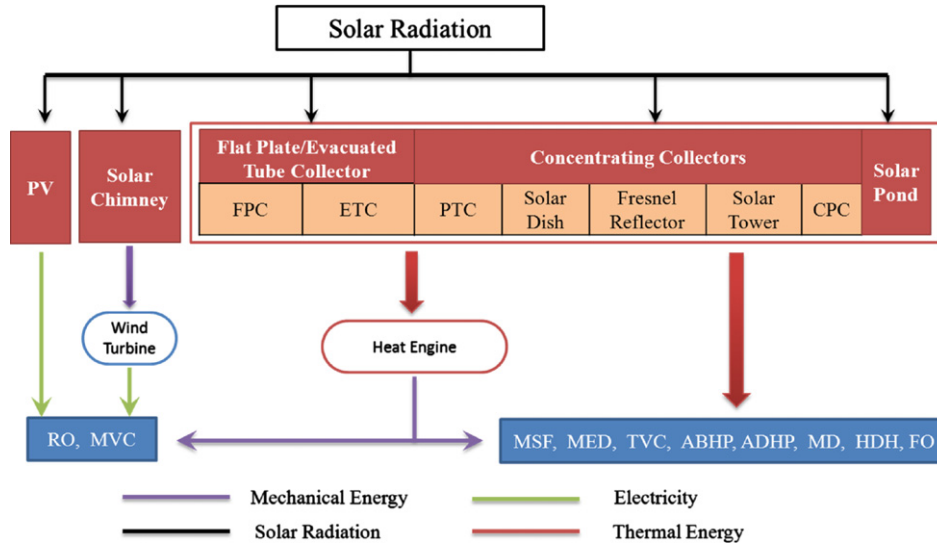 Solar Radiation
PV
Solar
Chimney
Flat Plate/Evacuated
Tube Collector
Concentrating Collectors
Solar
Pond
FPC
ETC
PTC
Solar
Dish
Fresnel
Reflector
Solar
Tower
CPC
Wind
Turbine
Heat Engine
RO, MVC
MSF, MED, TVC, ABHP, ADHP, MD, HDH, FO
Mechanical Energy
Electricity
Solar Radiation
Thermal Energy